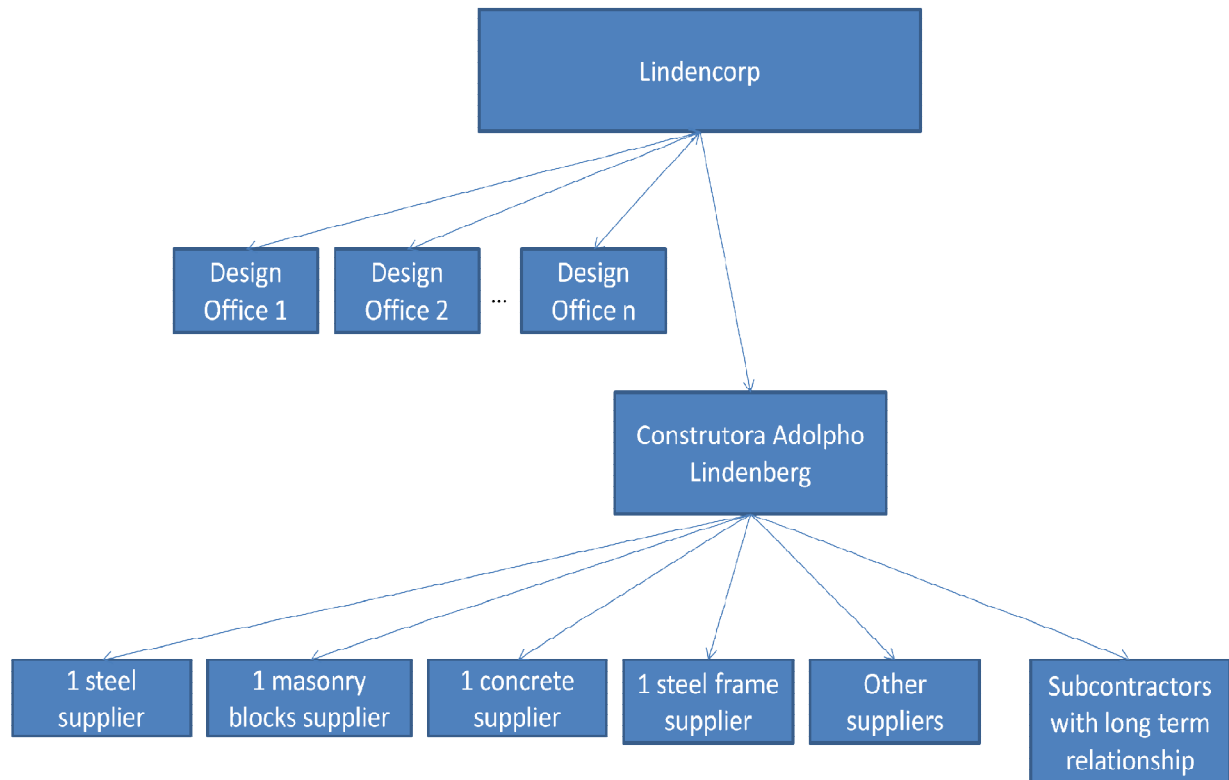 Lindencorp
Design
Office 1
Design
Office 2
...
Design
Office n
Construtora Adolpho
Lindenberg
1 steel
supplier
1 masonry
blocks supplier
1 concrete
supplier
1 steel frame
supplier
Other
suppliers
Subcontractors
with long term
relationship